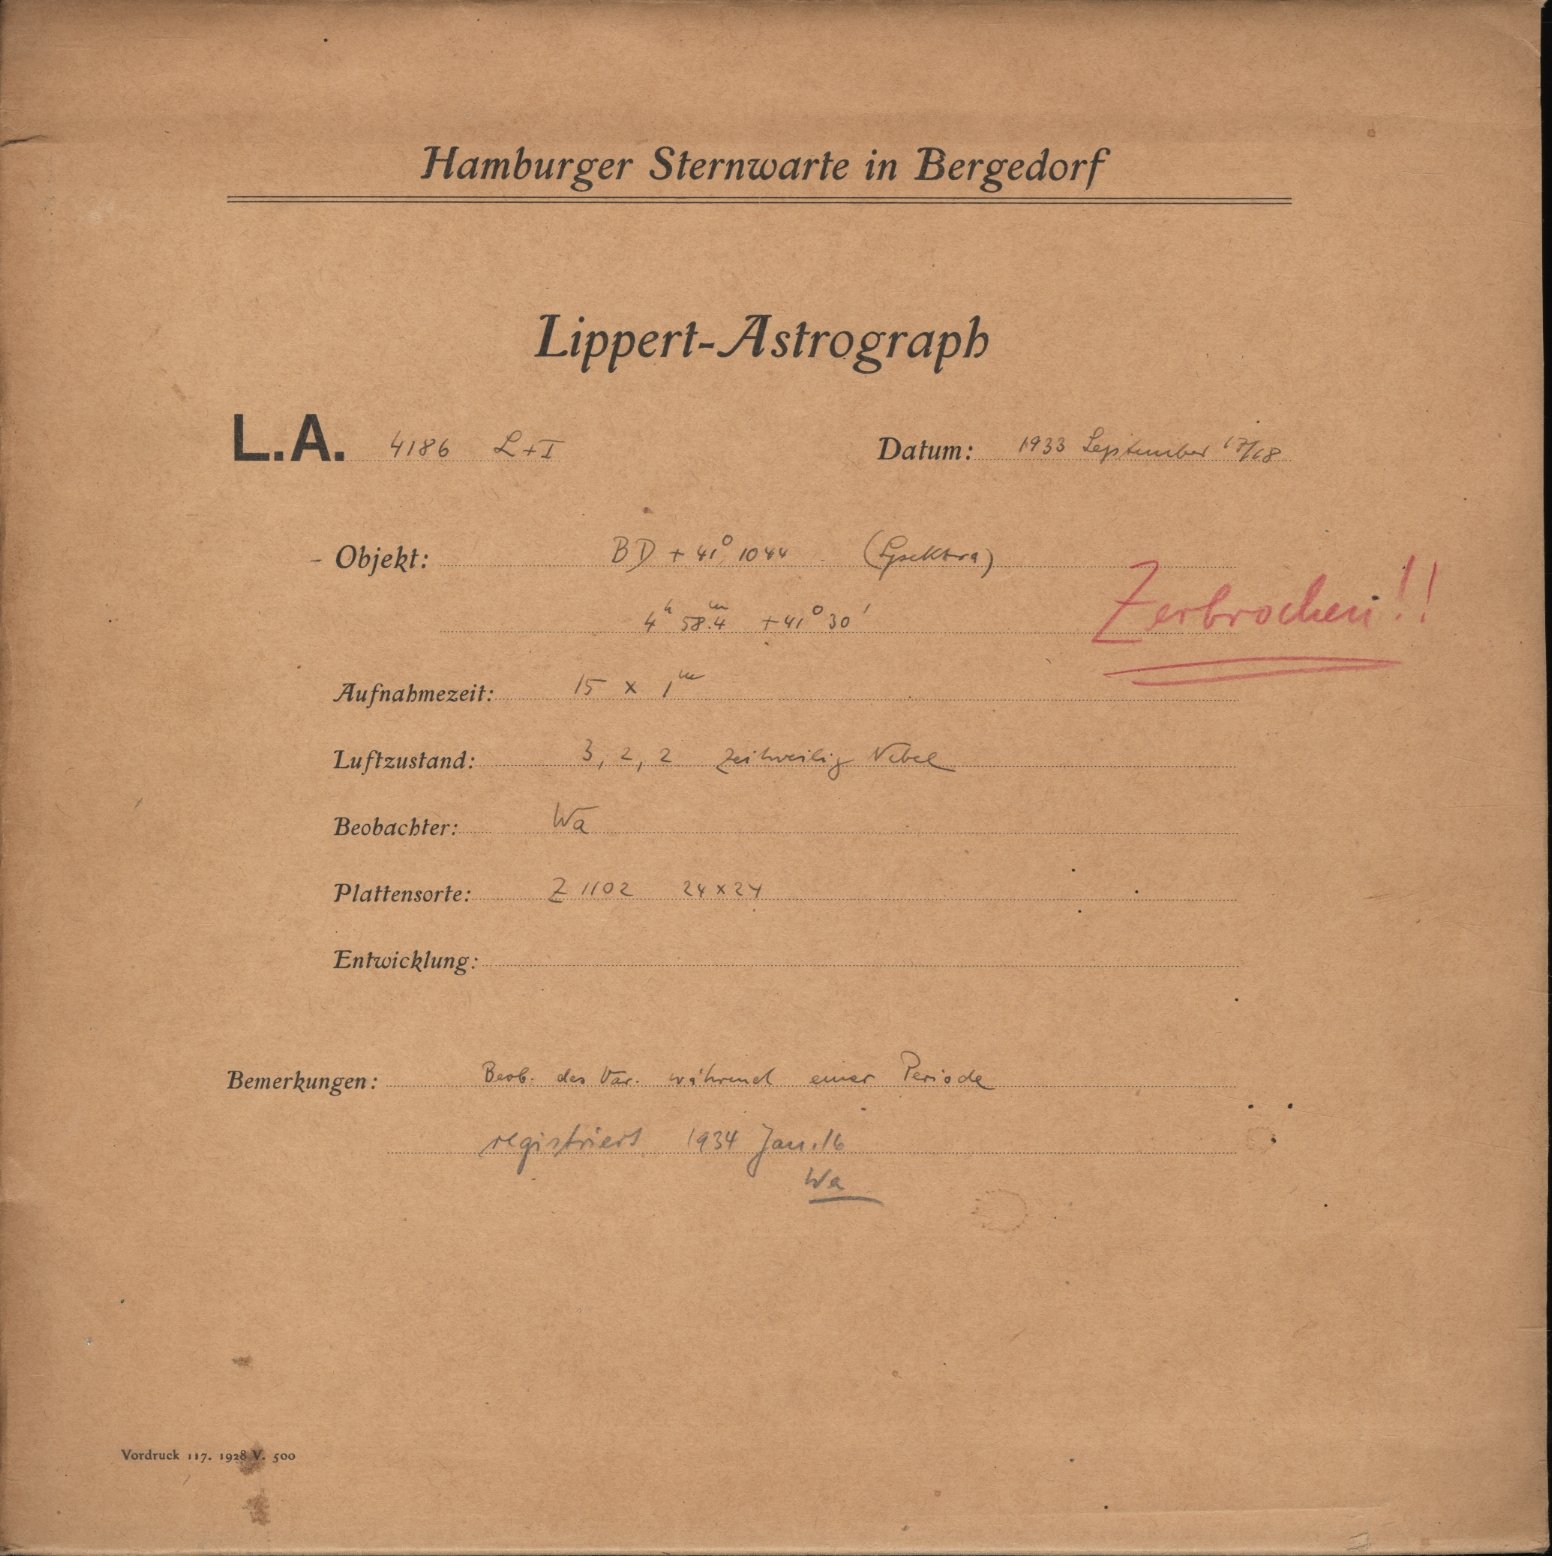 Hamburger Sternwarte in Bergedorf
Lippert-Astrograph
L.A. 4186 L+I Datum: 1933 September 17/18
- Objekt: BD + 41° 1044 (Spektra)
4ʰ 58.ᵐ4 +41° 30'
Zerbrochen!!
Aufnahmezeit: 15 x 1ᵐ
Luftzustand: 3, 2, 2 zeitweilig Nebel
Beobachter: Wa
Plattensorte: Z 1102 24 x 24
Entwicklung:
Bemerkungen: Beob. des Var. während einer Periode
registriert 1934 Jan. 16
Wa
Vordruck 117. 1928 V. 500